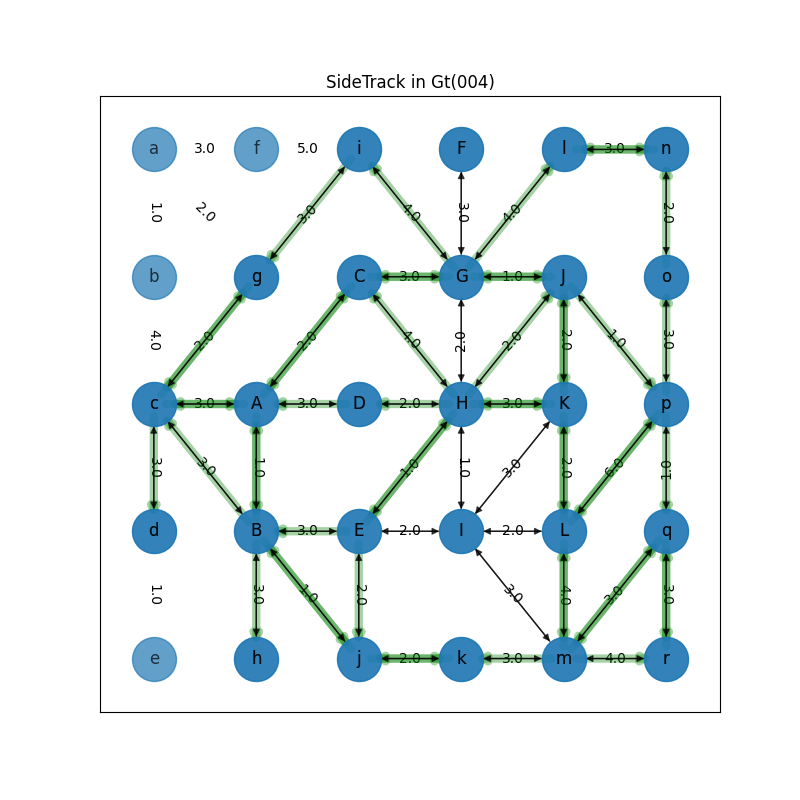 SideTrack in Gt(004)
a 3.0 f 5.0 i F l 3.0 n
1.0 2.0 3.0 4.0 3.0 4.0 2.0
b g C 3.0 G 1.0 J o
4.0 2.0 2.0 4.0 2.0 2.0 2.0 1.0 3.0
c 3.0 A 3.0 D 2.0 H 3.0 K p
3.0 3.0 1.0 1.0 1.0 3.0 2.0 6.0 1.0
d B 3.0 E 2.0 I 2.0 L q
1.0 3.0 1.0 2.0 3.0 4.0 3.0
e h j 2.0 k 3.0 m 4.0 r